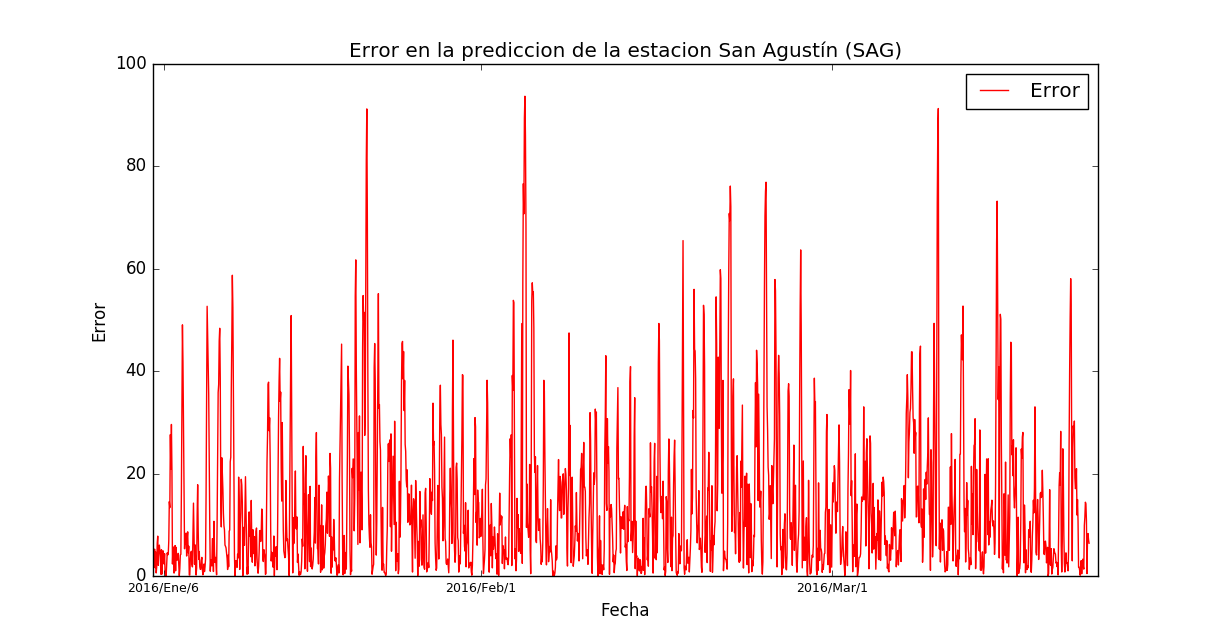 Error en la prediccion de la estacion San Agustín (SAG)
Error
100
80
60
40
20
0
Error
2016/Ene/6
2016/Feb/1
2016/Mar/1
Fecha